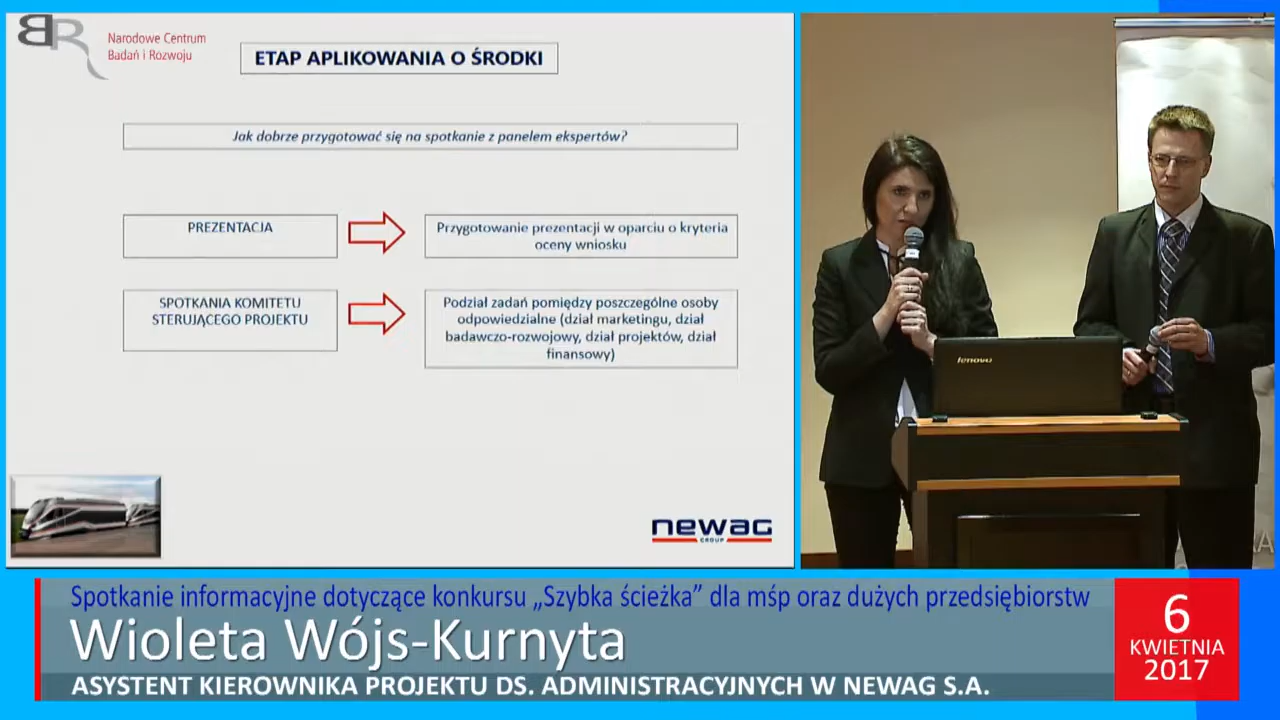 BR
Narodowe Centrum
Badań i Rozwoju
ETAP APLIKOWANIA O ŚRODKI
Jak dobrze przygotować się na spotkanie z panelem ekspertów?
PREZENTACJA
Przygotowanie prezentacji w oparciu o kryteria
oceny wniosku
SPOTKANIA KOMITETU
STERUJĄCEGO PROJEKTU
Podział zadań pomiędzy poszczególne osoby
odpowiedzialne (dział marketingu, dział
badawczo-rozwojowy, dział projektów, dział
finansowy)
newag
GROUP
lenovo
Spotkanie informacyjne dotyczące konkursu „Szybka ścieżka” dla mśp oraz dużych przedsiębiorstw
Wioleta Wójs-Kurnyta
ASYSTENT KIEROWNIKA PROJEKTU DS. ADMINISTRACYJNYCH W NEWAG S.A.
6
KWIETNIA
2017